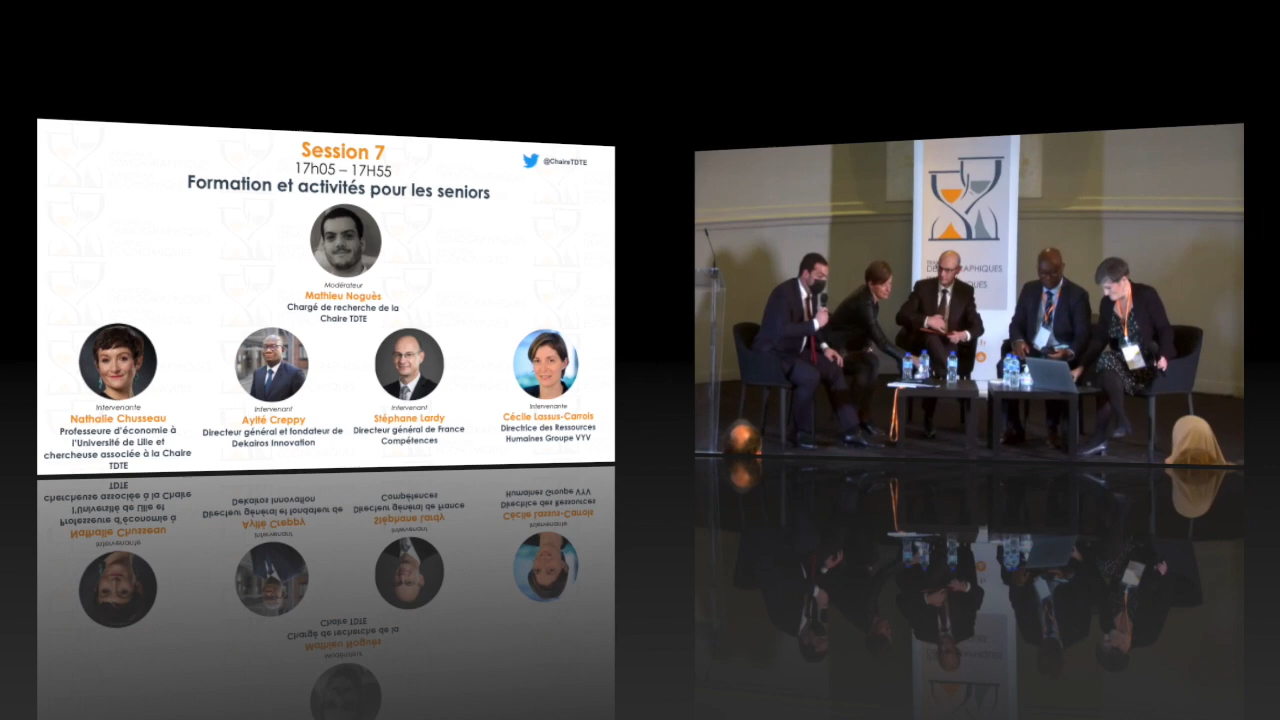 Session 7
17h05 – 17H55
Formation et activités pour les seniors
@ChaireTDTE
Modérateur
Mathieu Noguès
Chargé de recherche de la
Chaire TDTE
Intervenante
Nathalie Chusseau
Professeure d'économie à
l'Université de Lille et
chercheuse associée à la Chaire
TDTE
Intervenant
Ayité Creppy
Directeur général et fondateur de
Dekairos Innovation
Intervenant
Stéphane Lardy
Directeur général de France
Compétences
Intervenante
Cécile Lassus-Carrois
Directrice des Ressources
Humaines Groupe VYV